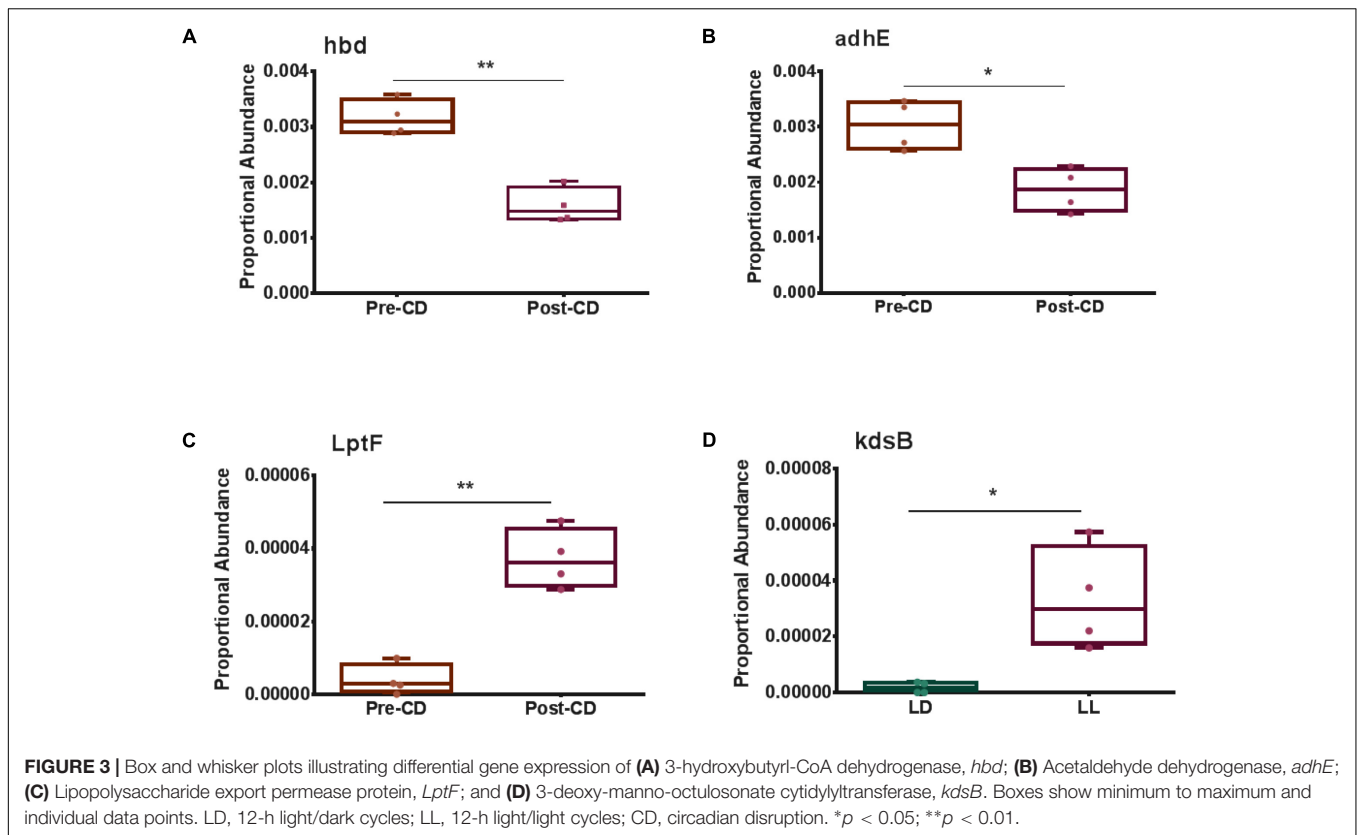 A
hbd
**
Proportional Abundance
0.004
0.003
0.002
0.001
0.000
Pre-CD
Post-CD
B
adhE
*
Proportional Abundance
0.004
0.003
0.002
0.001
0.000
Pre-CD
Post-CD
C
LptF
**
Proportional Abundance
0.00006
0.00004
0.00002
0.00000
Pre-CD
Post-CD
D
kdsB
*
Proportional Abundance
0.00008
0.00006
0.00004
0.00002
0.00000
LD
LL
FIGURE 3 | Box and whisker plots illustrating differential gene expression of (A) 3-hydroxybutyrl-CoA dehydrogenase, hbd; (B) Acetaldehyde dehydrogenase, adhE;
(C) Lipopolysaccharide export permease protein, LptF; and (D) 3-deoxy-manno-octulosonate cytidylyltransferase, kdsB. Boxes show minimum to maximum and
individual data points. LD, 12-h light/dark cycles; LL, 12-h light/light cycles; CD, circadian disruption. *p < 0.05; **p < 0.01.